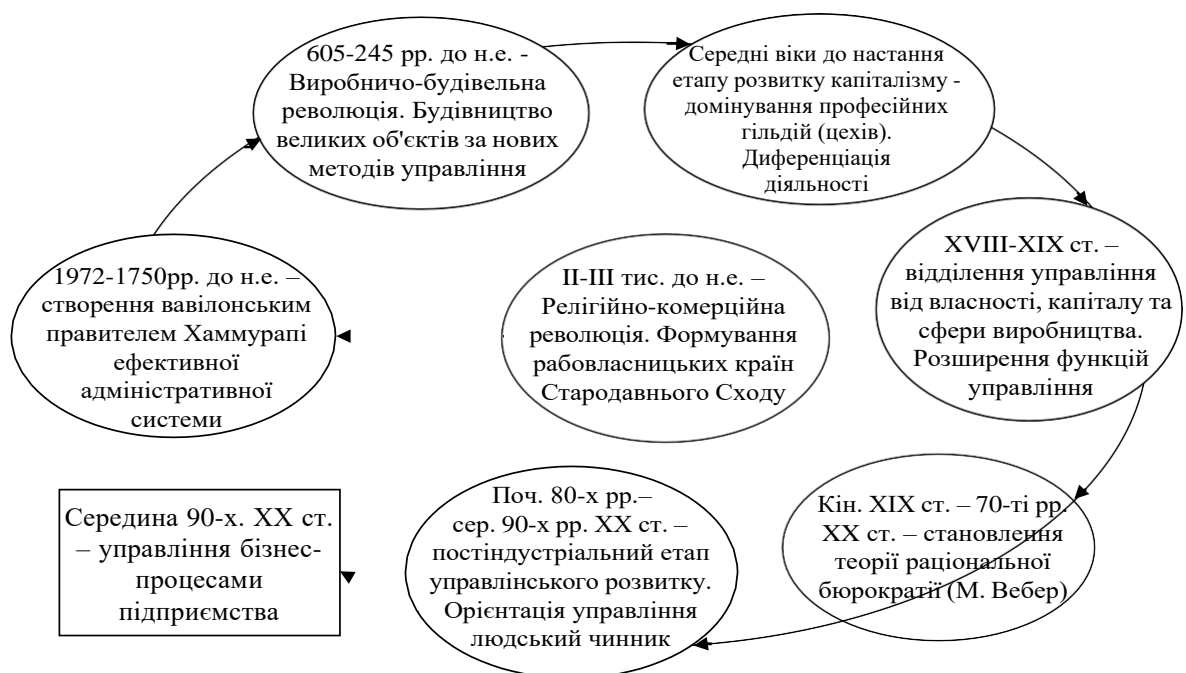 605-245 рр. до н.е. -
Виробничо-будівельна
революція. Будівництво
великих об'єктів за нових
методів управління
Середні віки до настання
етапу розвитку капіталізму -
домінування професійних
гільдій (цехів).
Диференціація
діяльності
1972-1750рр. до н.е. –
створення вавілонським
правителем Хаммурапі
ефективної
адміністративної
системи
II-III тис. до н.е. –
Релігійно-комерційна
революція. Формування
рабовласницьких країн
Стародавнього Сходу
XVIII-XIX ст. –
відділення управління
від власності, капіталу та
сфери виробництва.
Розширення функцій
управління
Середина 90-х. XX ст.
– управління бізнес-
процесами
підприємства
Поч. 80-х рр.–
сер. 90-х рр. XX ст. –
постіндустріальний етап
управлінського розвитку.
Орієнтація управління
людський чинник
Кін. XIX ст. – 70-ті рр.
XX ст. – становлення
теорії раціональної
бюрократії (М. Вебер)